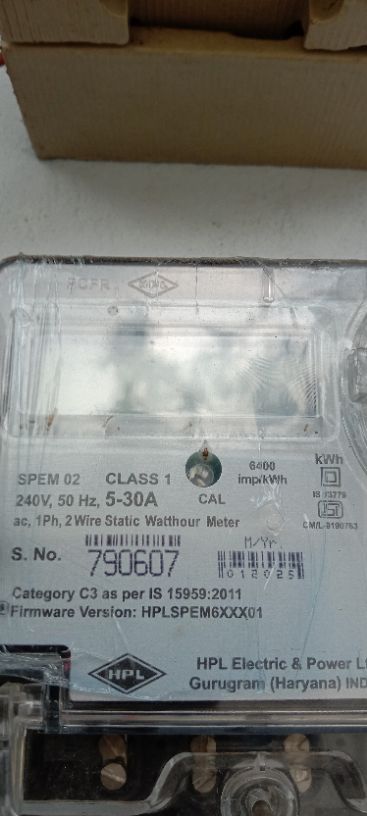 SPEM 02 CLASS 1
240V, 50 Hz, 5-30A
ac, 1Ph, 2 Wire Static Watthour Meter
CAL
6400
imp/kWh
kWh
IS 13779
CM/L-9190763
S. No. 790607
M/Yr
012025
Category C3 as per IS 15959:2011
Firmware Version: HPLSPEM6XXX01
HPL
HPL Electric & Power
Gurugram (Haryana)